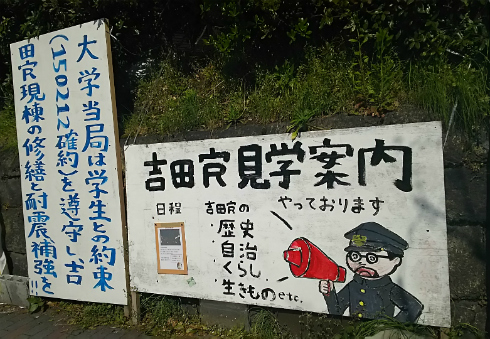 大学当局は学生との約束
(150212確約)を遵守し、吉
田宍現棟の修繕と耐震補強を!!
吉田宍見学案内
やっております
日程
吉田宍の
歴史
自治
くらし
生きものetc.